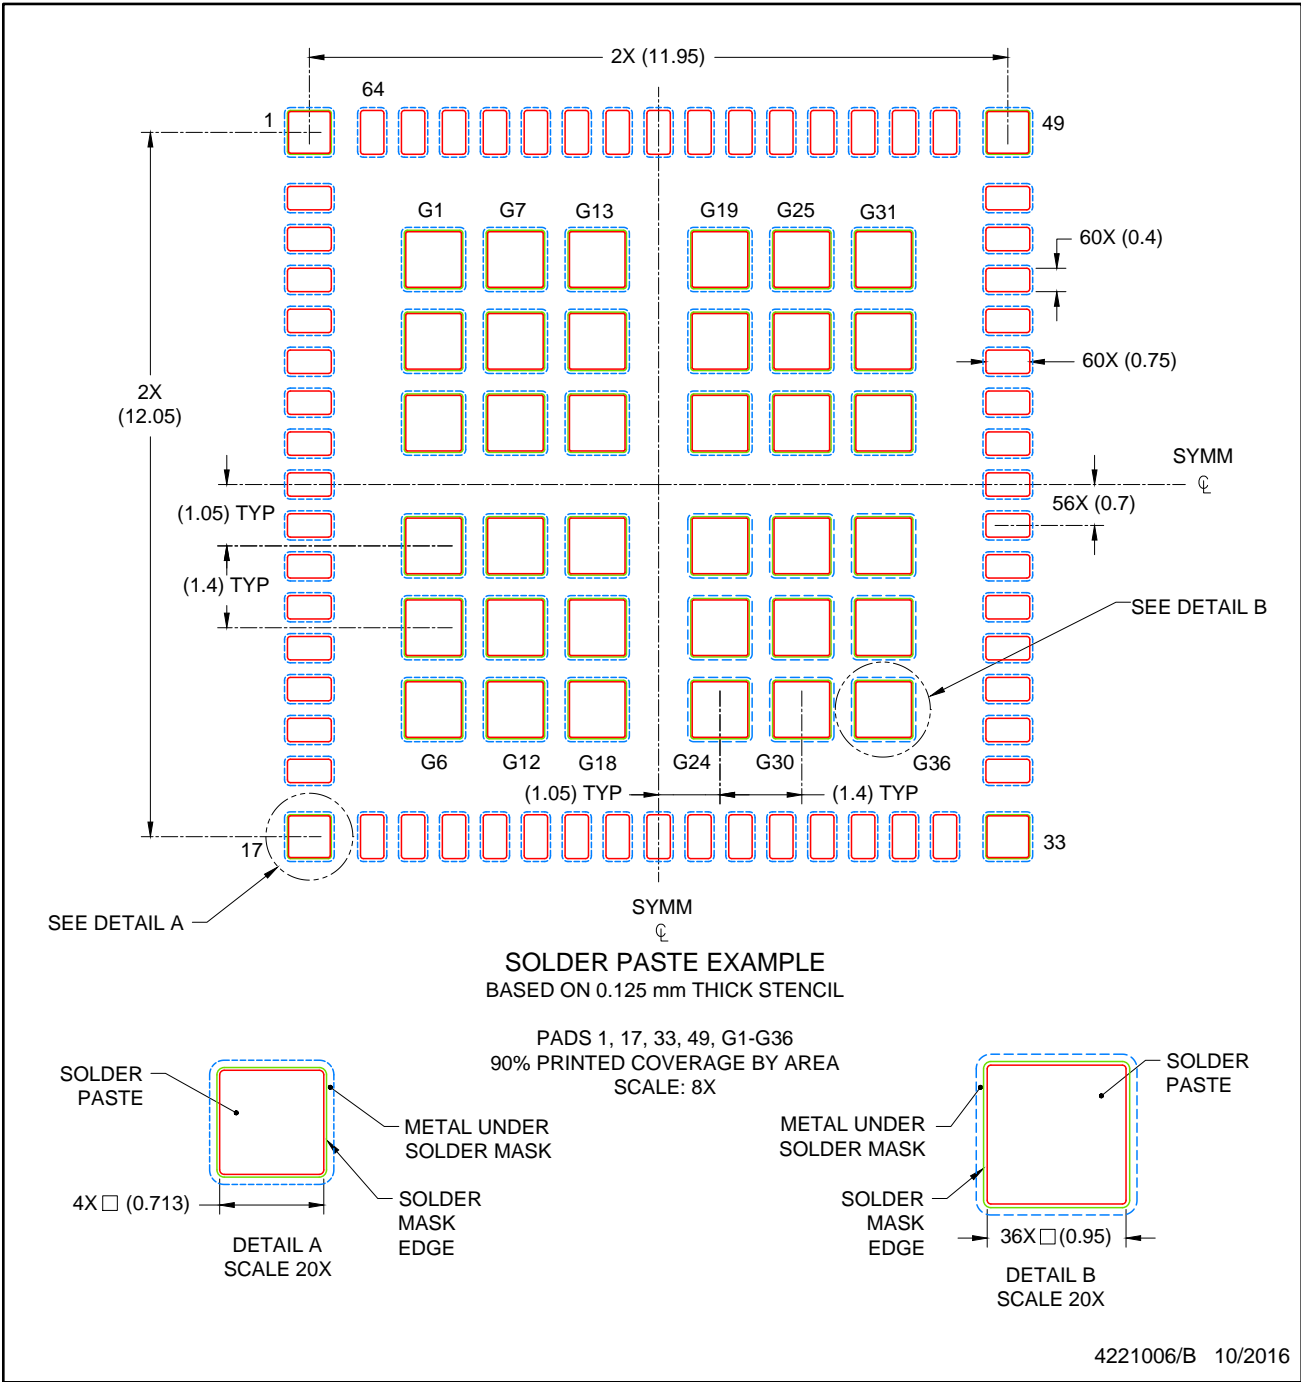 2X (11.95)
64
1
49
G1
G7
G13
G19
G25
G31
60X (0.4)
60X (0.75)
2X
(12.05)
SYMM
℄
(1.05) TYP
56X (0.7)
(1.4) TYP
SEE DETAIL B
G6
G12
G18
G24
G30
G36
(1.05) TYP
(1.4) TYP
17
33
SEE DETAIL A
SYMM
℄
SOLDER PASTE EXAMPLE
BASED ON 0.125 mm THICK STENCIL
PADS 1, 17, 33, 49, G1-G36
90% PRINTED COVERAGE BY AREA
SCALE: 8X
SOLDER
PASTE
METAL UNDER
SOLDER MASK
SOLDER
MASK
EDGE
4X □ (0.713)
DETAIL A
SCALE 20X
SOLDER
PASTE
METAL UNDER
SOLDER MASK
SOLDER
MASK
EDGE
36X □ (0.95)
DETAIL B
SCALE 20X
4221006/B 10/2016